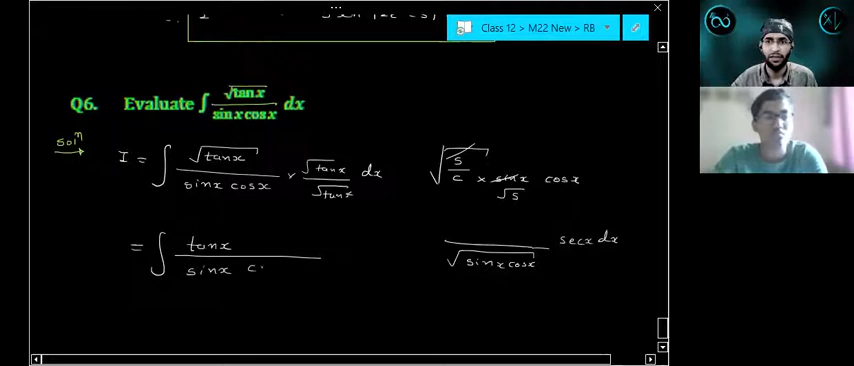 Class 12 > M22 New > RB
Q6. Evaluate ∫ √tan x / sin x cos x dx
Solⁿ
I = ∫ √tanx / sinx cosx × √tanx / √tanx dx
√(s/c) × sinx/√s cosx
= ∫ tanx / sinx c
/ √sinx cosx secx dx